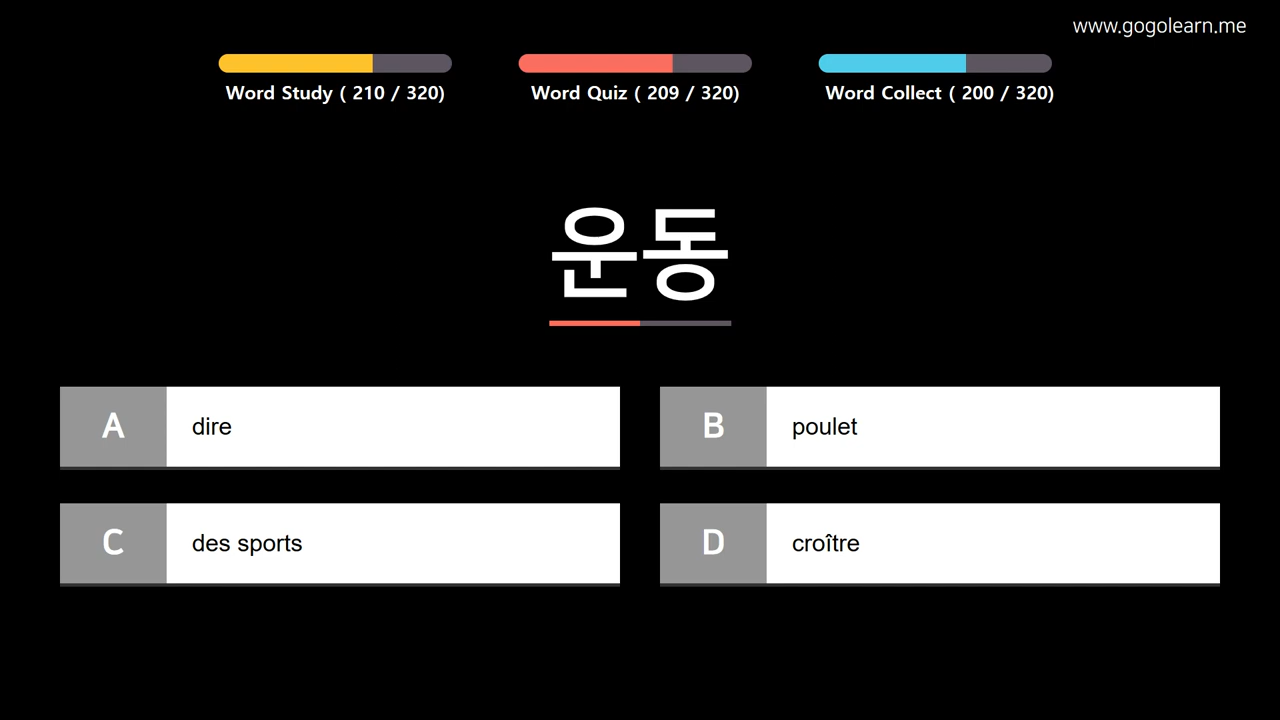 www.gogolearn.me
Word Study ( 210 / 320)
Word Quiz ( 209 / 320)
Word Collect ( 200 / 320)
운동
A dire
B poulet
C des sports
D croître